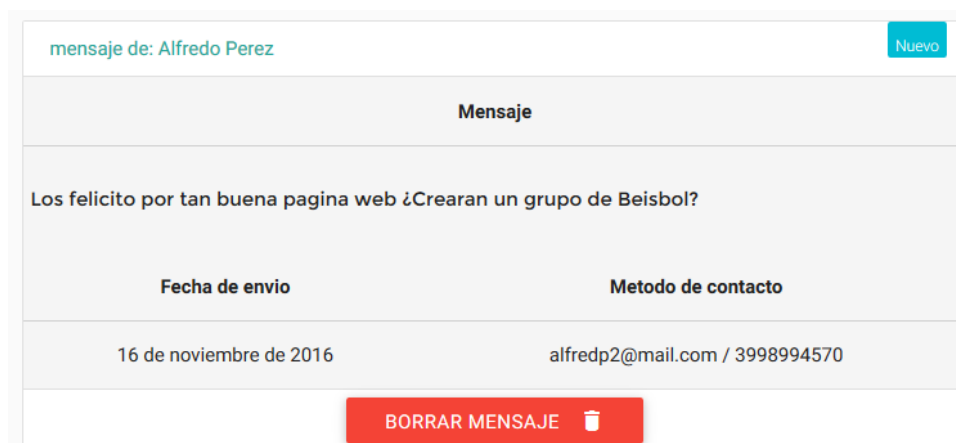 mensaje de: Alfredo Perez
Nuevo
Mensaje
Los felicito por tan buena pagina web ¿Crearan un grupo de Beisbol?
Fecha de envio
Metodo de contacto
16 de noviembre de 2016
alfredp2@mail.com / 3998994570
BORRAR MENSAJE